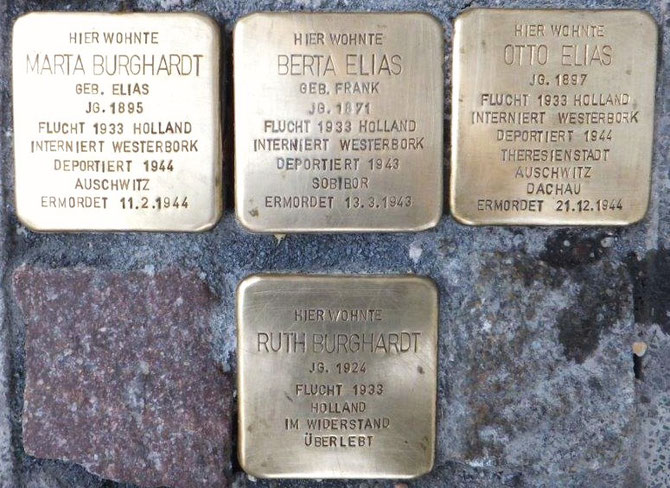 HIER WOHNTE
MARTA BURGHARDT
GEB. ELIAS
JG. 1895
FLUCHT 1933 HOLLAND
INTERNIERT WESTERBORK
DEPORTIERT 1944
AUSCHWITZ
ERMORDET 11.2.1944
HIER WOHNTE
BERTA ELIAS
GEB. FRANK
JG. 1871
FLUCHT 1933 HOLLAND
INTERNIERT WESTERBORK
DEPORTIERT 1943
SOBIBOR
ERMORDET 13.3.1943
HIER WOHNTE
OTTO ELIAS
JG. 1897
FLUCHT 1933 HOLLAND
INTERNIERT WESTERBORK
DEPORTIERT 1944
THERESIENSTADT
AUSCHWITZ
DACHAU
ERMORDET 21.12.1944
HIER WOHNTE
RUTH BURGHARDT
JG. 1924
FLUCHT 1933
HOLLAND
IM WIDERSTAND
ÜBERLEBT